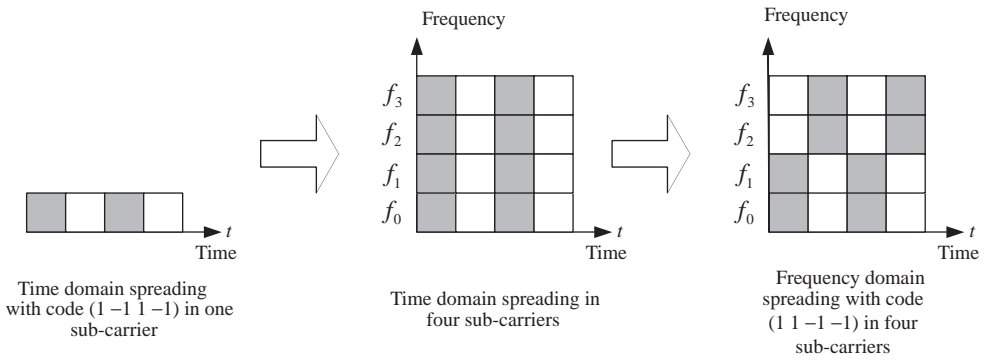 Frequency
f3
f2
f1
f0
t
Time
Time domain spreading
with code (1 –1 1 –1) in one
sub-carrier
Frequency
f3
f2
f1
f0
t
Time
Time domain spreading in
four sub-carriers
t
Time
Frequency domain
spreading with code
(1 1 –1 –1) in four
sub-carriers